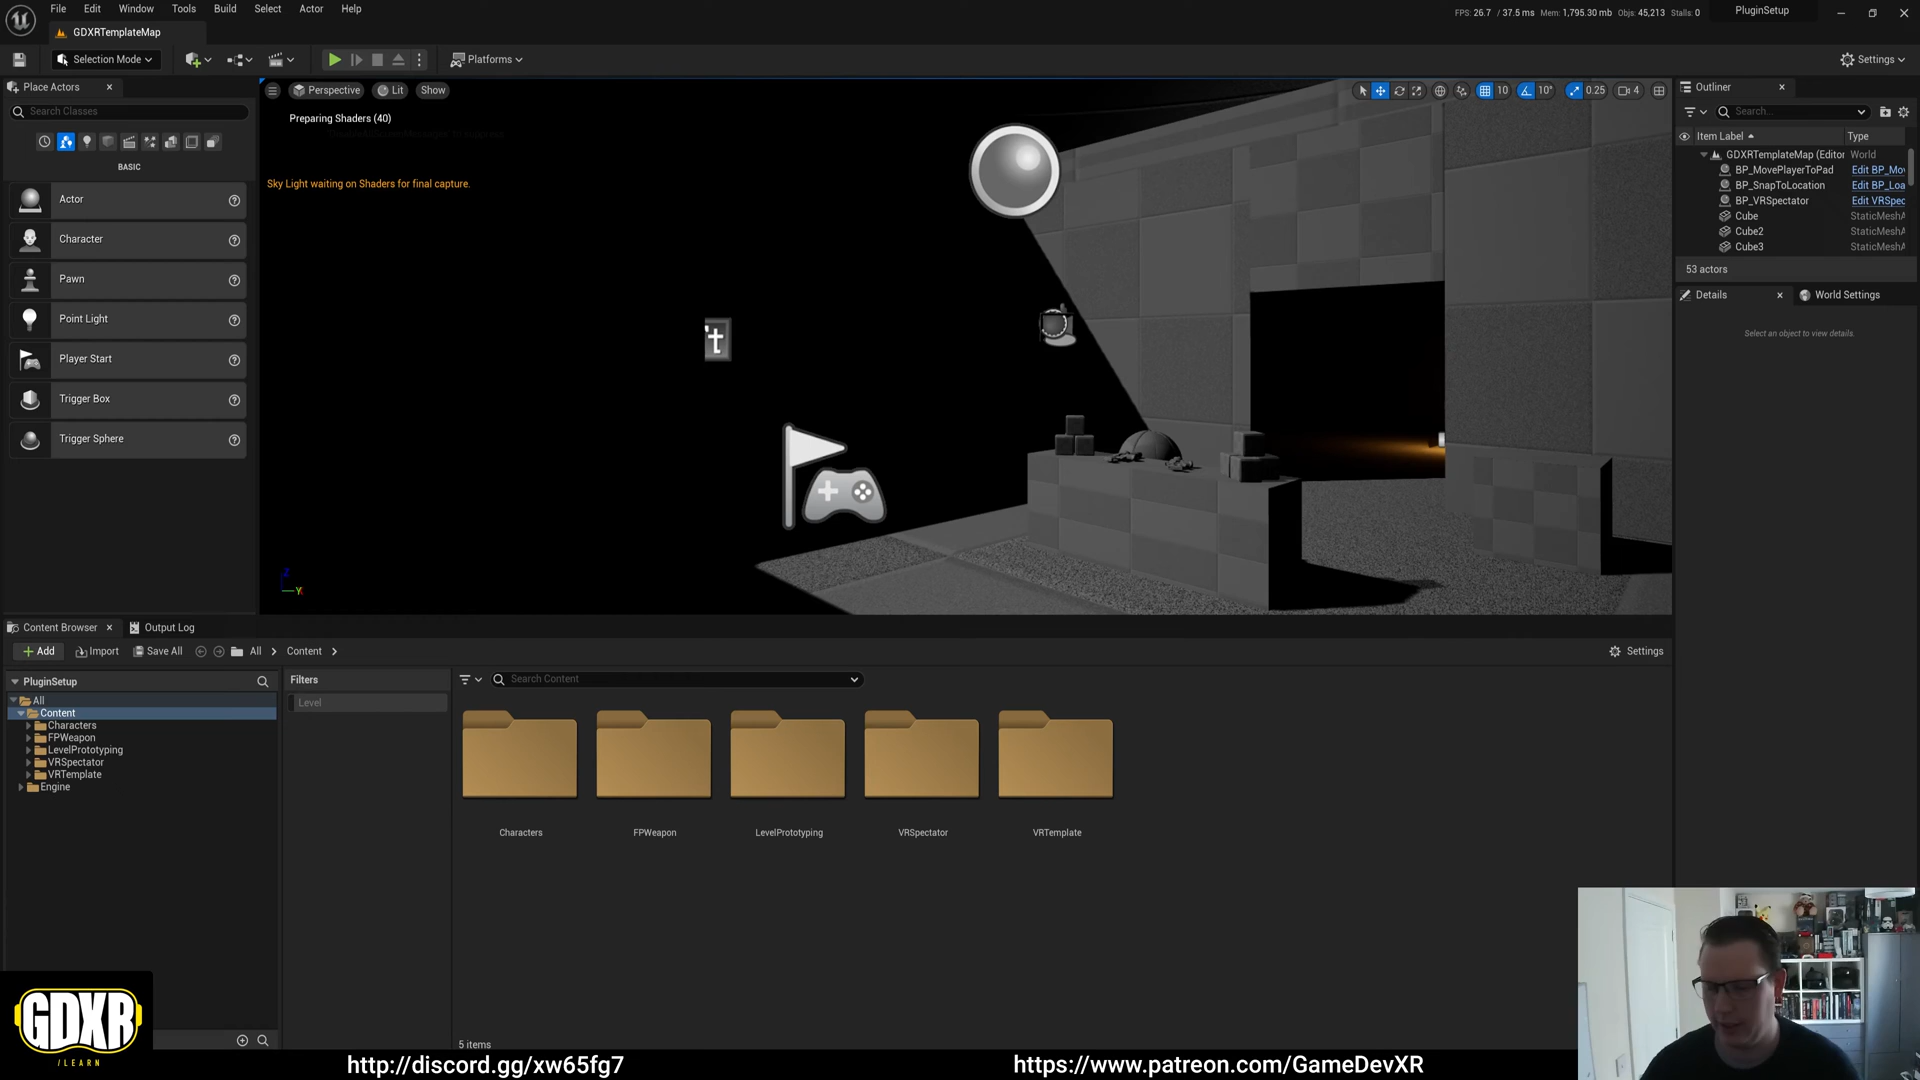 File Edit Window Tools Build Select Actor Help
FPS: 26.7 / 37.5 ms Mem: 1,795.30 mb Objs: 45,213 Stalls: 0
PluginSetup
GDXRTemplateMap
Selection Mode
Platforms
Settings
Place Actors
Search Classes
BASIC
Actor
Character
Pawn
Point Light
Player Start
Trigger Box
Trigger Sphere
Perspective Lit Show
10 10° 0.25 4
Preparing Shaders (40)
Sky Light waiting on Shaders for final capture.
Outliner
Search...
Item Label Type
GDXRTemplateMap (Editor World
BP_MovePlayerToPad Edit BP_Mov
BP_SnapToLocation Edit BP_Loa
BP_VRSpectator Edit VRSpec
Cube StaticMeshA
Cube2 StaticMeshA
Cube3 StaticMeshA
53 actors
Details World Settings
Select an object to view details.
Content Browser Output Log
Add Import Save All All Content
Settings
PluginSetup
All
Content
Characters
FPWeapon
LevelPrototyping
VRSpectator
VRTemplate
Engine
Filters
Level
Search Content
Characters FPWeapon LevelPrototyping VRSpectator VRTemplate
5 items
GDXR
/LEARN
http://discord.gg/xw65fg7
https://www.patreon.com/GameDevXR